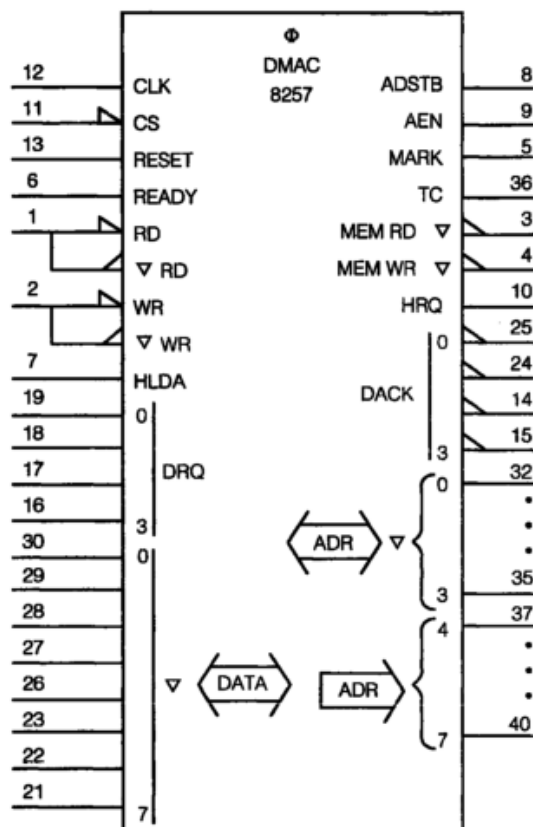 Φ
DMAC
8257
12 CLK ADSTB 8
11 CS AEN 9
13 RESET MARK 5
6 READY TC 36
1 RD MEM RD ▽ 3
▽ RD MEM WR ▽ 4
2 WR HRQ 10
▽ WR 0 25
7 HLDA DACK 24
19 0 14
18 3 15
17 DRQ 0 32
16 3 ADR ▽
30 0
29 3 35
28 4 37
27
26 ▽ DATA ADR
23 7 40
22
21 7